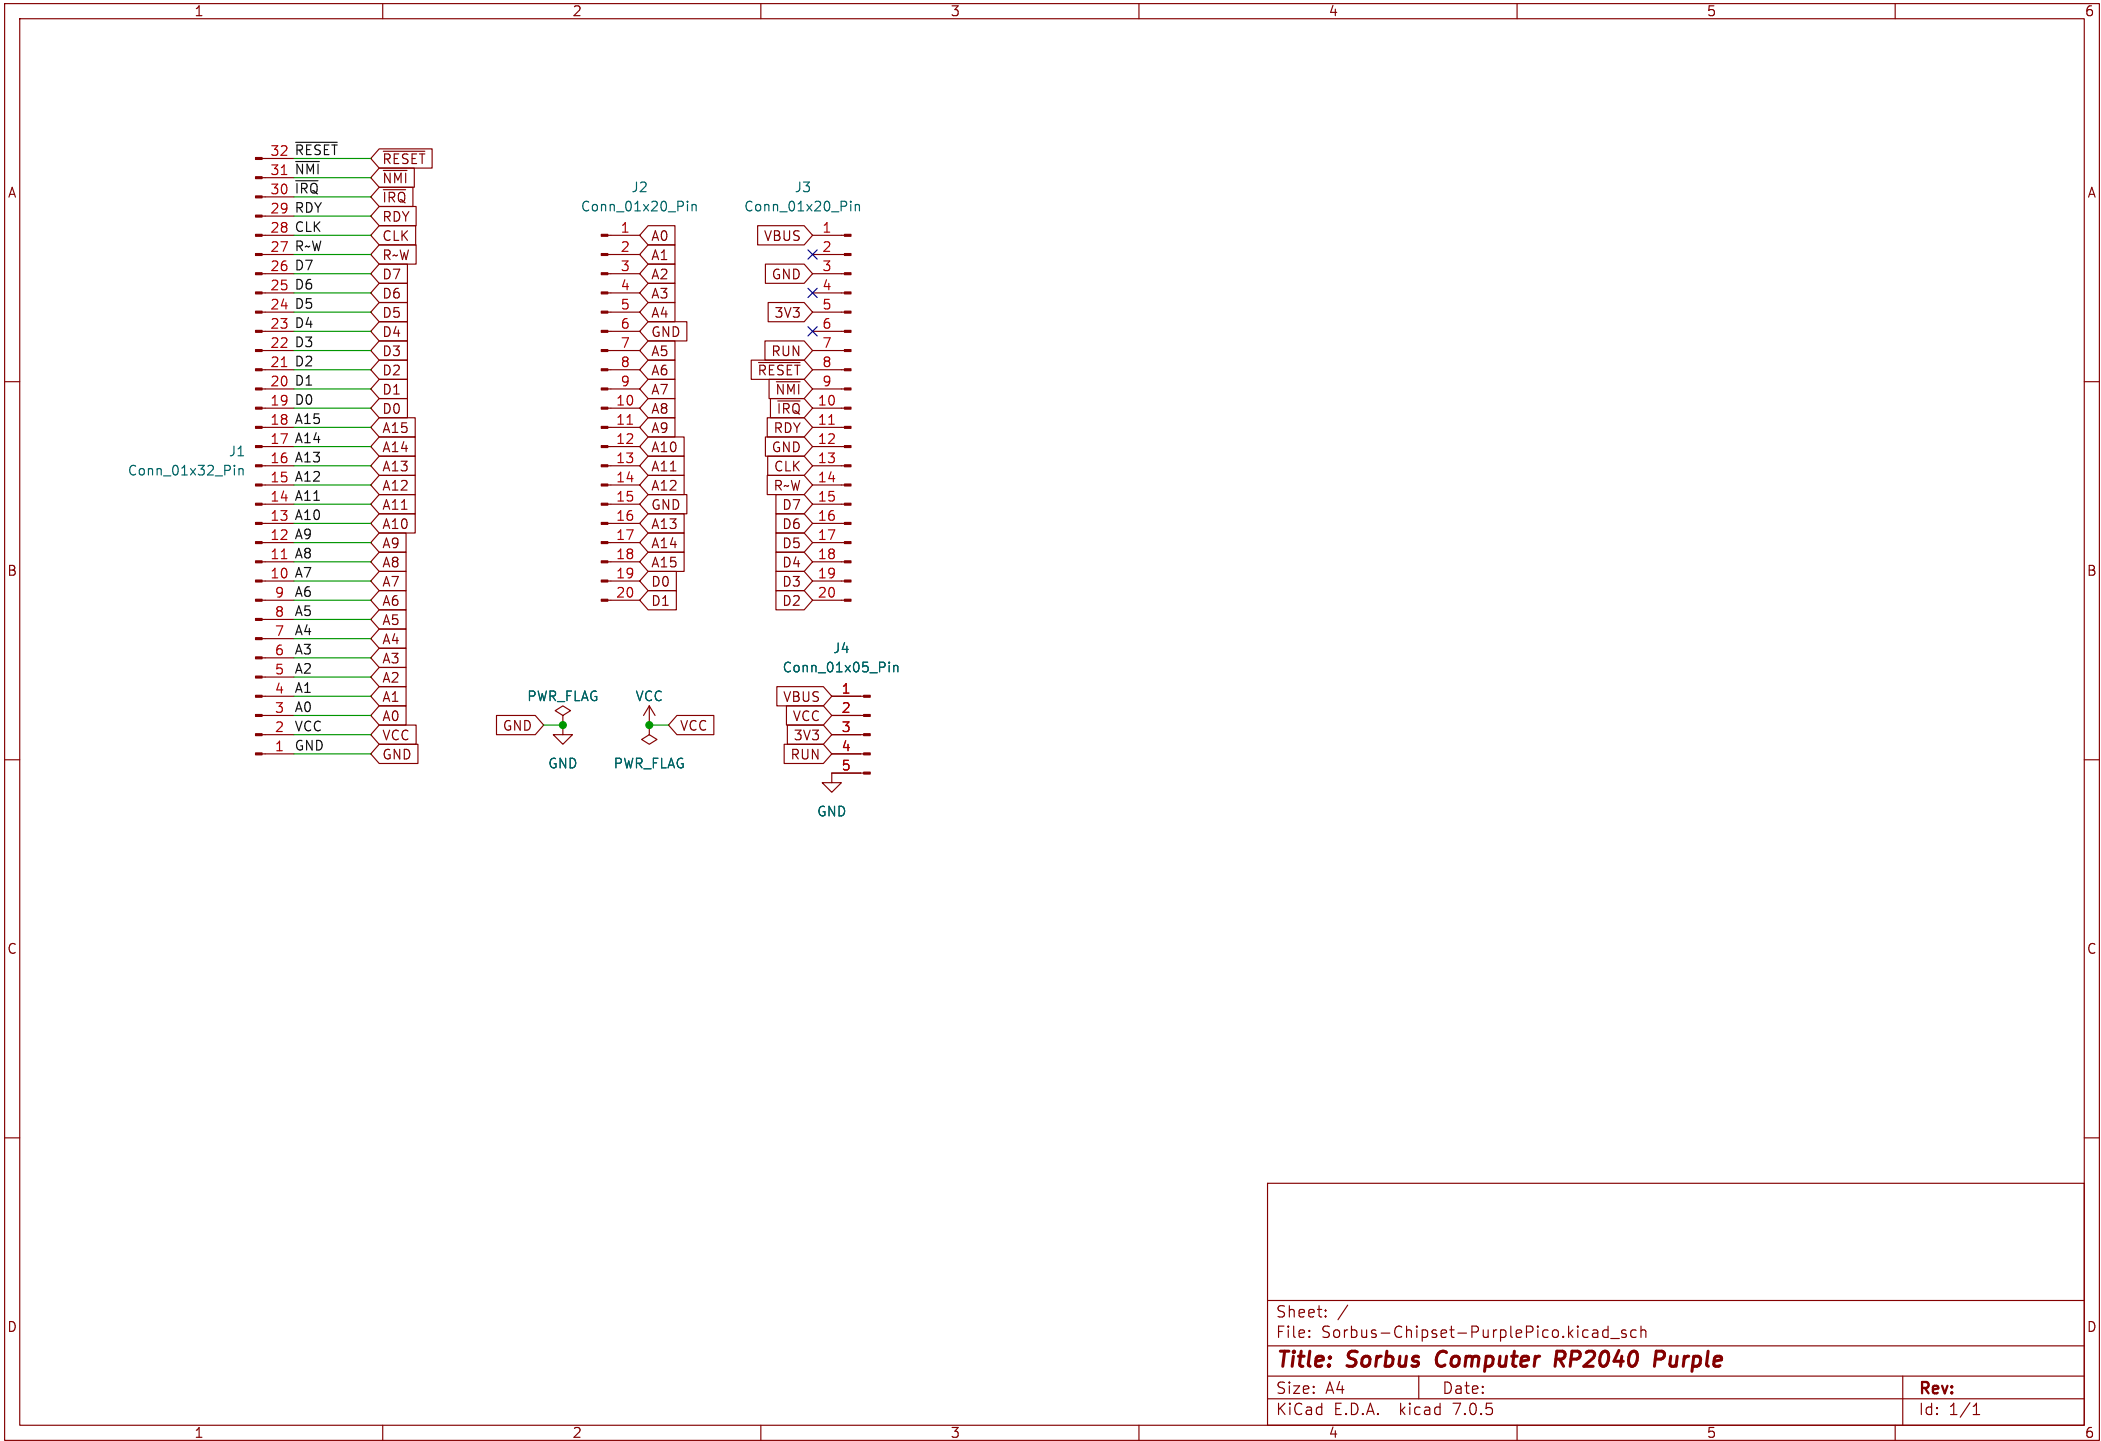 1 2 3 4 5 6
A
B
C
D
A
B
C
D
J1
Conn_01x32_Pin
32 RESET RESET
31 NMI NMI
30 IRQ IRQ
29 RDY RDY
28 CLK CLK
27 R~W R~W
26 D7 D7
25 D6 D6
24 D5 D5
23 D4 D4
22 D3 D3
21 D2 D2
20 D1 D1
19 D0 D0
18 A15 A15
17 A14 A14
16 A13 A13
15 A12 A12
14 A11 A11
13 A10 A10
12 A9 A9
11 A8 A8
10 A7 A7
9 A6 A6
8 A5 A5
7 A4 A4
6 A3 A3
5 A2 A2
4 A1 A1
3 A0 A0
2 VCC VCC
1 GND GND
J2
Conn_01x20_Pin
1 A0
2 A1
3 A2
4 A3
5 A4
6 GND
7 A5
8 A6
9 A7
10 A8
11 A9
12 A10
13 A11
14 A12
15 GND
16 A13
17 A14
18 A15
19 D0
20 D1
J3
Conn_01x20_Pin
VBUS 1
2
GND 3
4
3V3 5
6
RUN 7
RESET 8
NMI 9
IRQ 10
RDY 11
GND 12
CLK 13
R~W 14
D7 15
D6 16
D5 17
D4 18
D3 19
D2 20
PWR_FLAG
GND
GND
VCC
VCC
PWR_FLAG
J4
Conn_01x05_Pin
VBUS 1
VCC 2
3V3 3
RUN 4
5
GND
Sheet: /
File: Sorbus-Chipset-PurplePico.kicad_sch
Title: Sorbus Computer RP2040 Purple
Size: A4 Date: Rev:
KiCad E.D.A. kicad 7.0.5 Id: 1/1
1 2 3 4 5 6